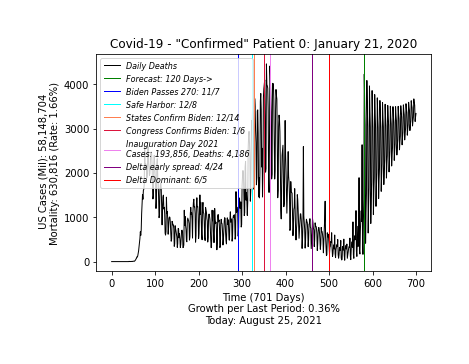 Covid-19 - "Confirmed" Patient 0: January 21, 2020
US Cases (Mil): 58,148,704
Mortality: 630,816 (Rate: 1.66%)
4000
3000
2000
1000
0
Daily Deaths
Forecast: 120 Days->
Biden Passes 270: 11/7
Safe Harbor: 12/8
States Confirm Biden: 12/14
Congress Confirms Biden: 1/6
Inauguration Day 2021
Cases: 193,856, Deaths: 4,186
Delta early spread: 4/24
Delta Dominant: 6/5
0 100 200 300 400 500 600 700
Time (701 Days)
Growth per Last Period: 0.36%
Today: August 25, 2021